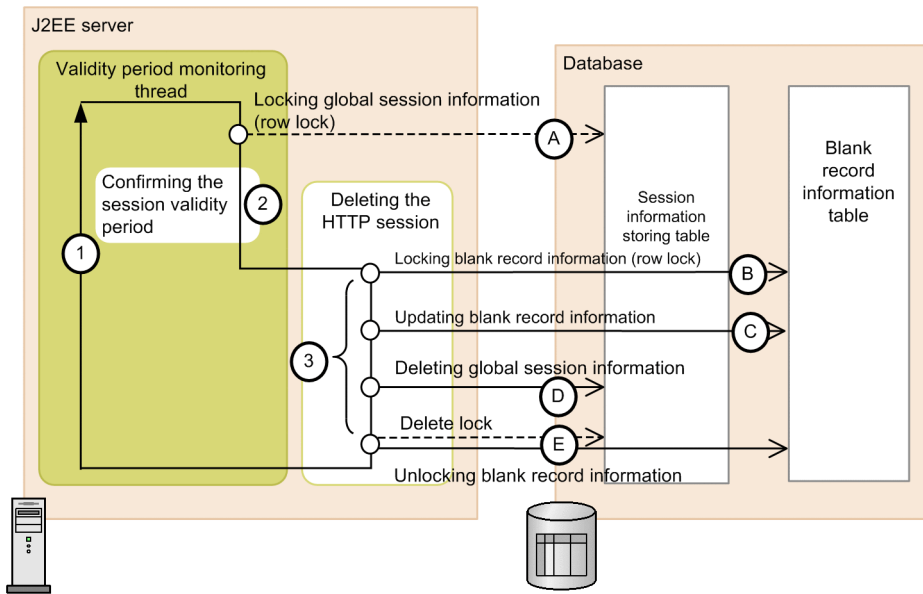 J2EE server
Validity period monitoring
thread
Locking global session information
(row lock)
A
Database
Confirming the
session validity
period
2
1
Deleting the
HTTP session
Session
information
storing table
Blank
record
information
table
Locking blank record information (row lock)
B
Updating blank record information
C
3
Deleting global session information
D
Delete lock
E
Unlocking blank record information